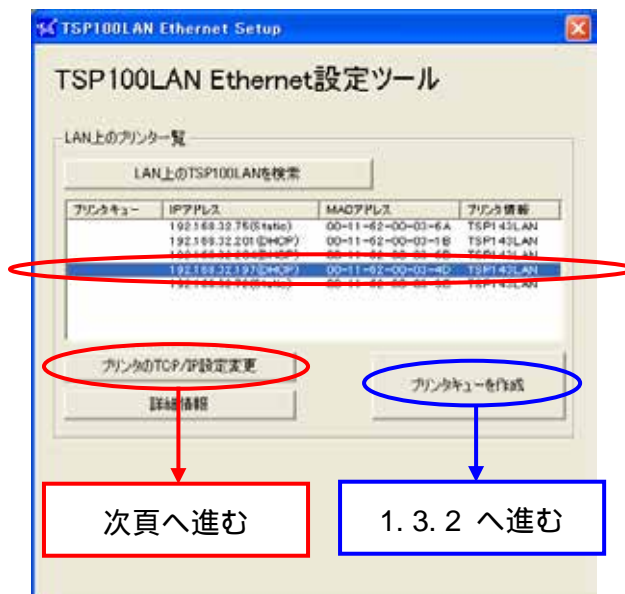 TSP100LAN Ethernet Setup
TSP100LAN Ethernet設定ツール
LAN上のプリンタ一覧
LAN上のTSP100LANを検索
プリンタキュー IPアドレス MACアドレス プリンタ情報
192.168.32.76(Static) 00-11-62-00-03-6A TSP143LAN
192.168.32.201(DHCP) 00-11-62-00-03-1B TSP143LAN
TSP143LAN
192.168.32.197(DHCP) 00-11-62-00-03-4D TSP143LAN
TSP143LAN
プリンタのTCP/IP設定変更
プリンタキューを作成
詳細情報
次頁へ進む
1.3.2 へ進む